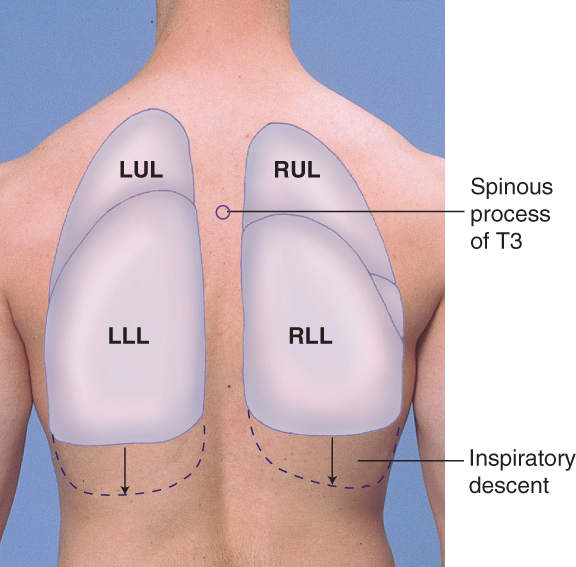 LUL
RUL
Spinous
process
of T3
LLL
RLL
Inspiratory
descent